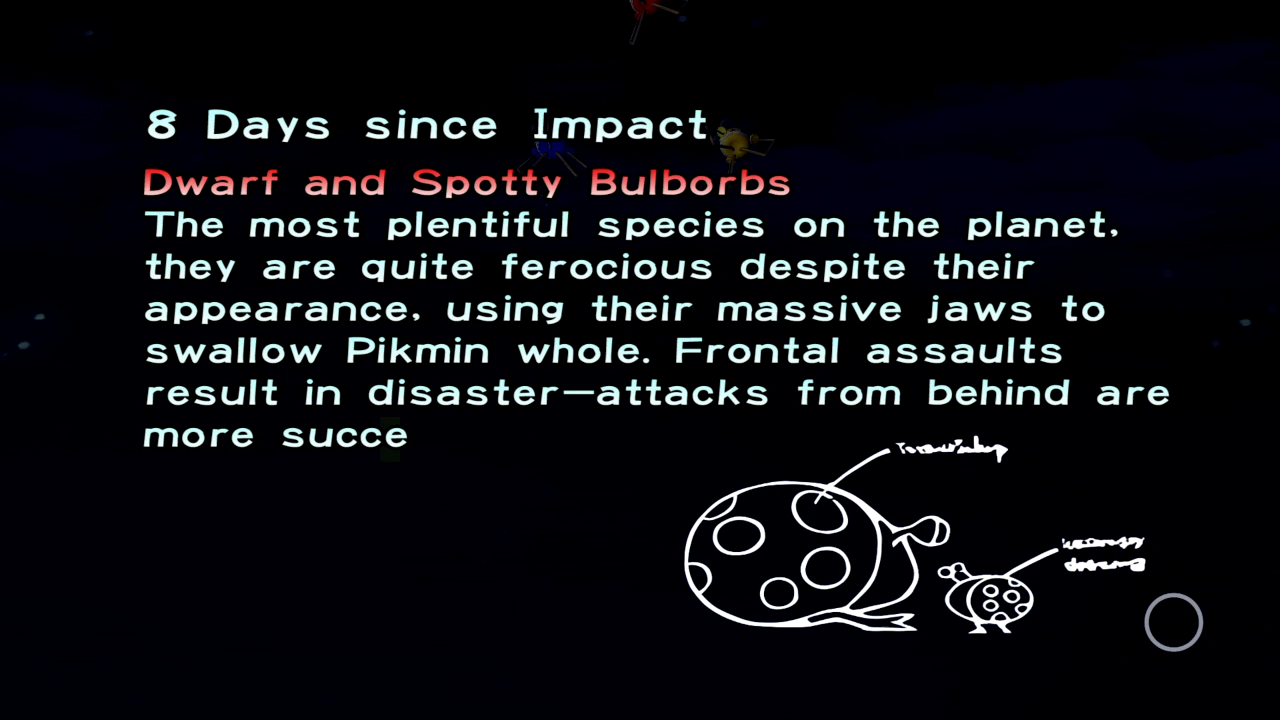 8 Days since Impact
Dwarf and Spotty Bulborbs
The most plentiful species on the planet,
they are quite ferocious despite their
appearance, using their massive jaws to
swallow Pikmin whole. Frontal assaults
result in disaster—attacks from behind are
more succe